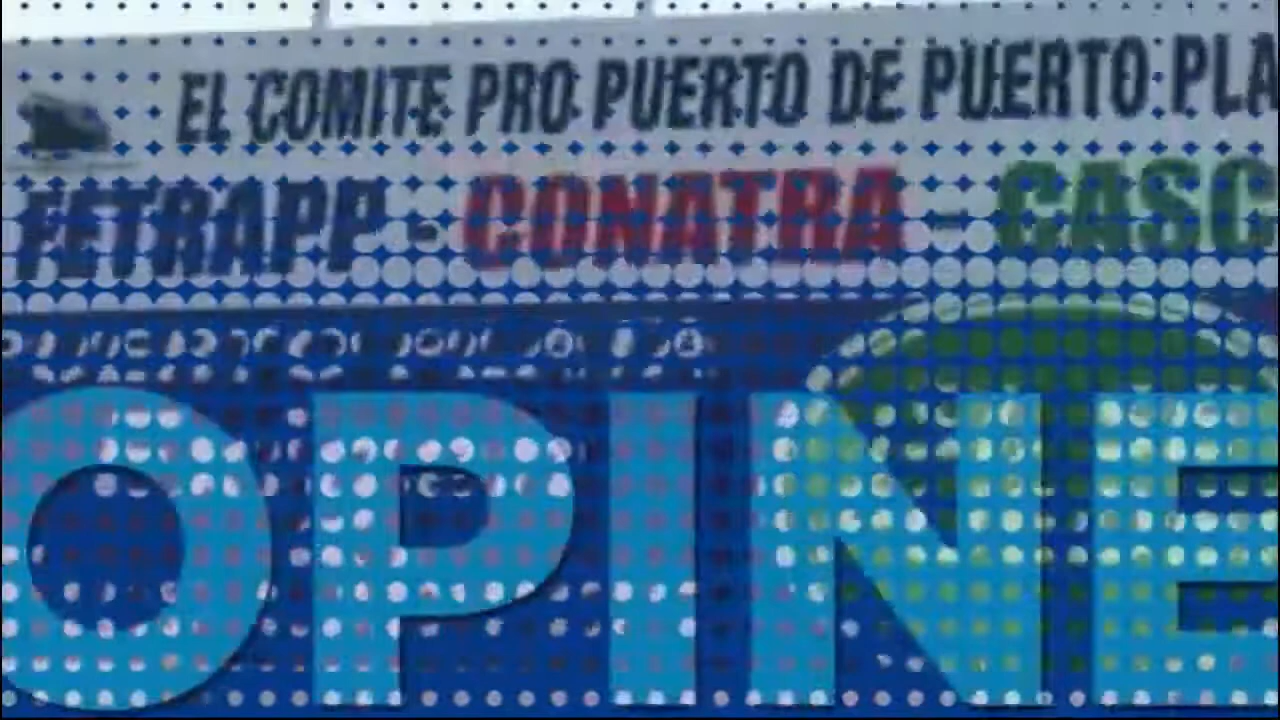 EL COMITE PRO PUERTO DE PUERTO PLA
FETRAPP - CONATRA - CASC
OPINE